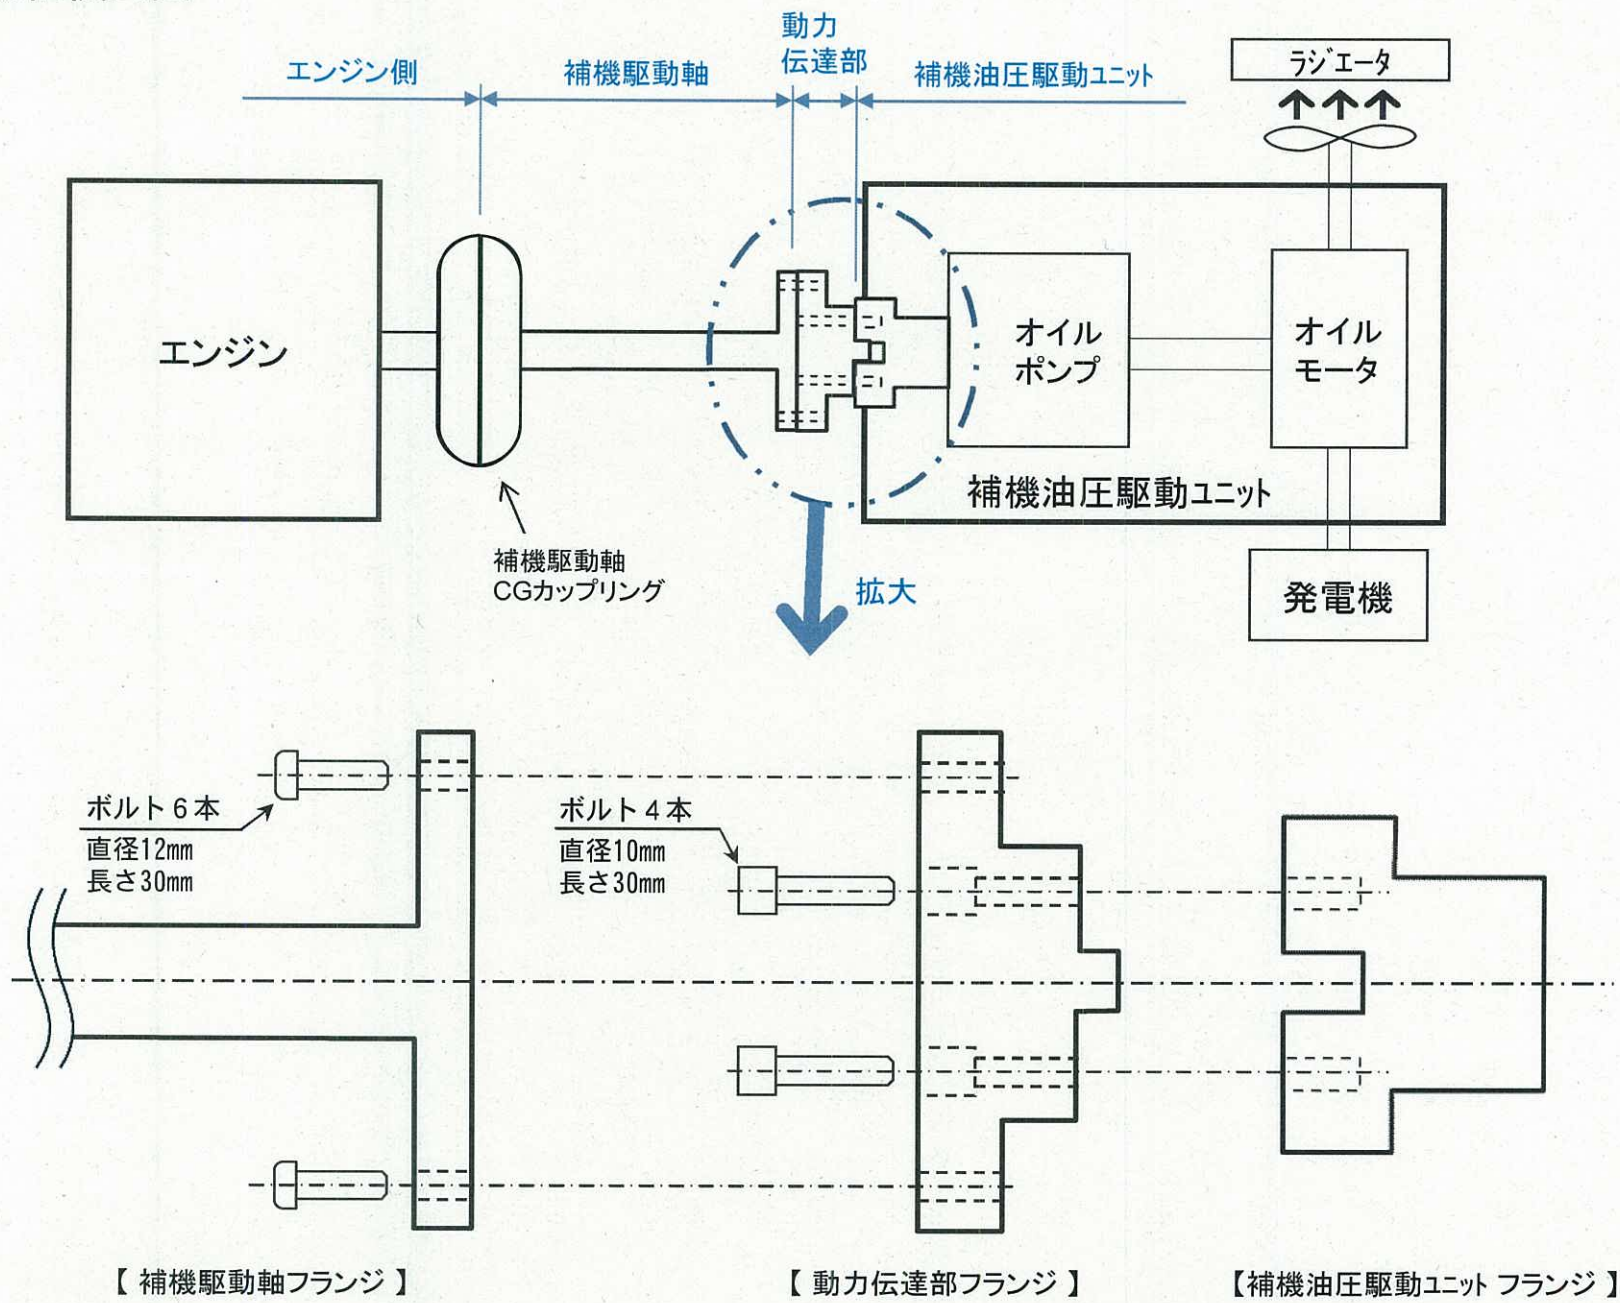 動力
伝達部
エンジン側
補機駆動軸
補機油圧駆動ユニット
ラジエータ
エンジン
オイル
ポンプ
オイル
モータ
補機油圧駆動ユニット
補機駆動軸
CGカップリング
拡大
発電機
ボルト6本
直径12mm
長さ30mm
ボルト4本
直径10mm
長さ30mm
【 補機駆動軸フランジ 】
【 動力伝達部フランジ 】
【補機油圧駆動ユニット フランジ 】